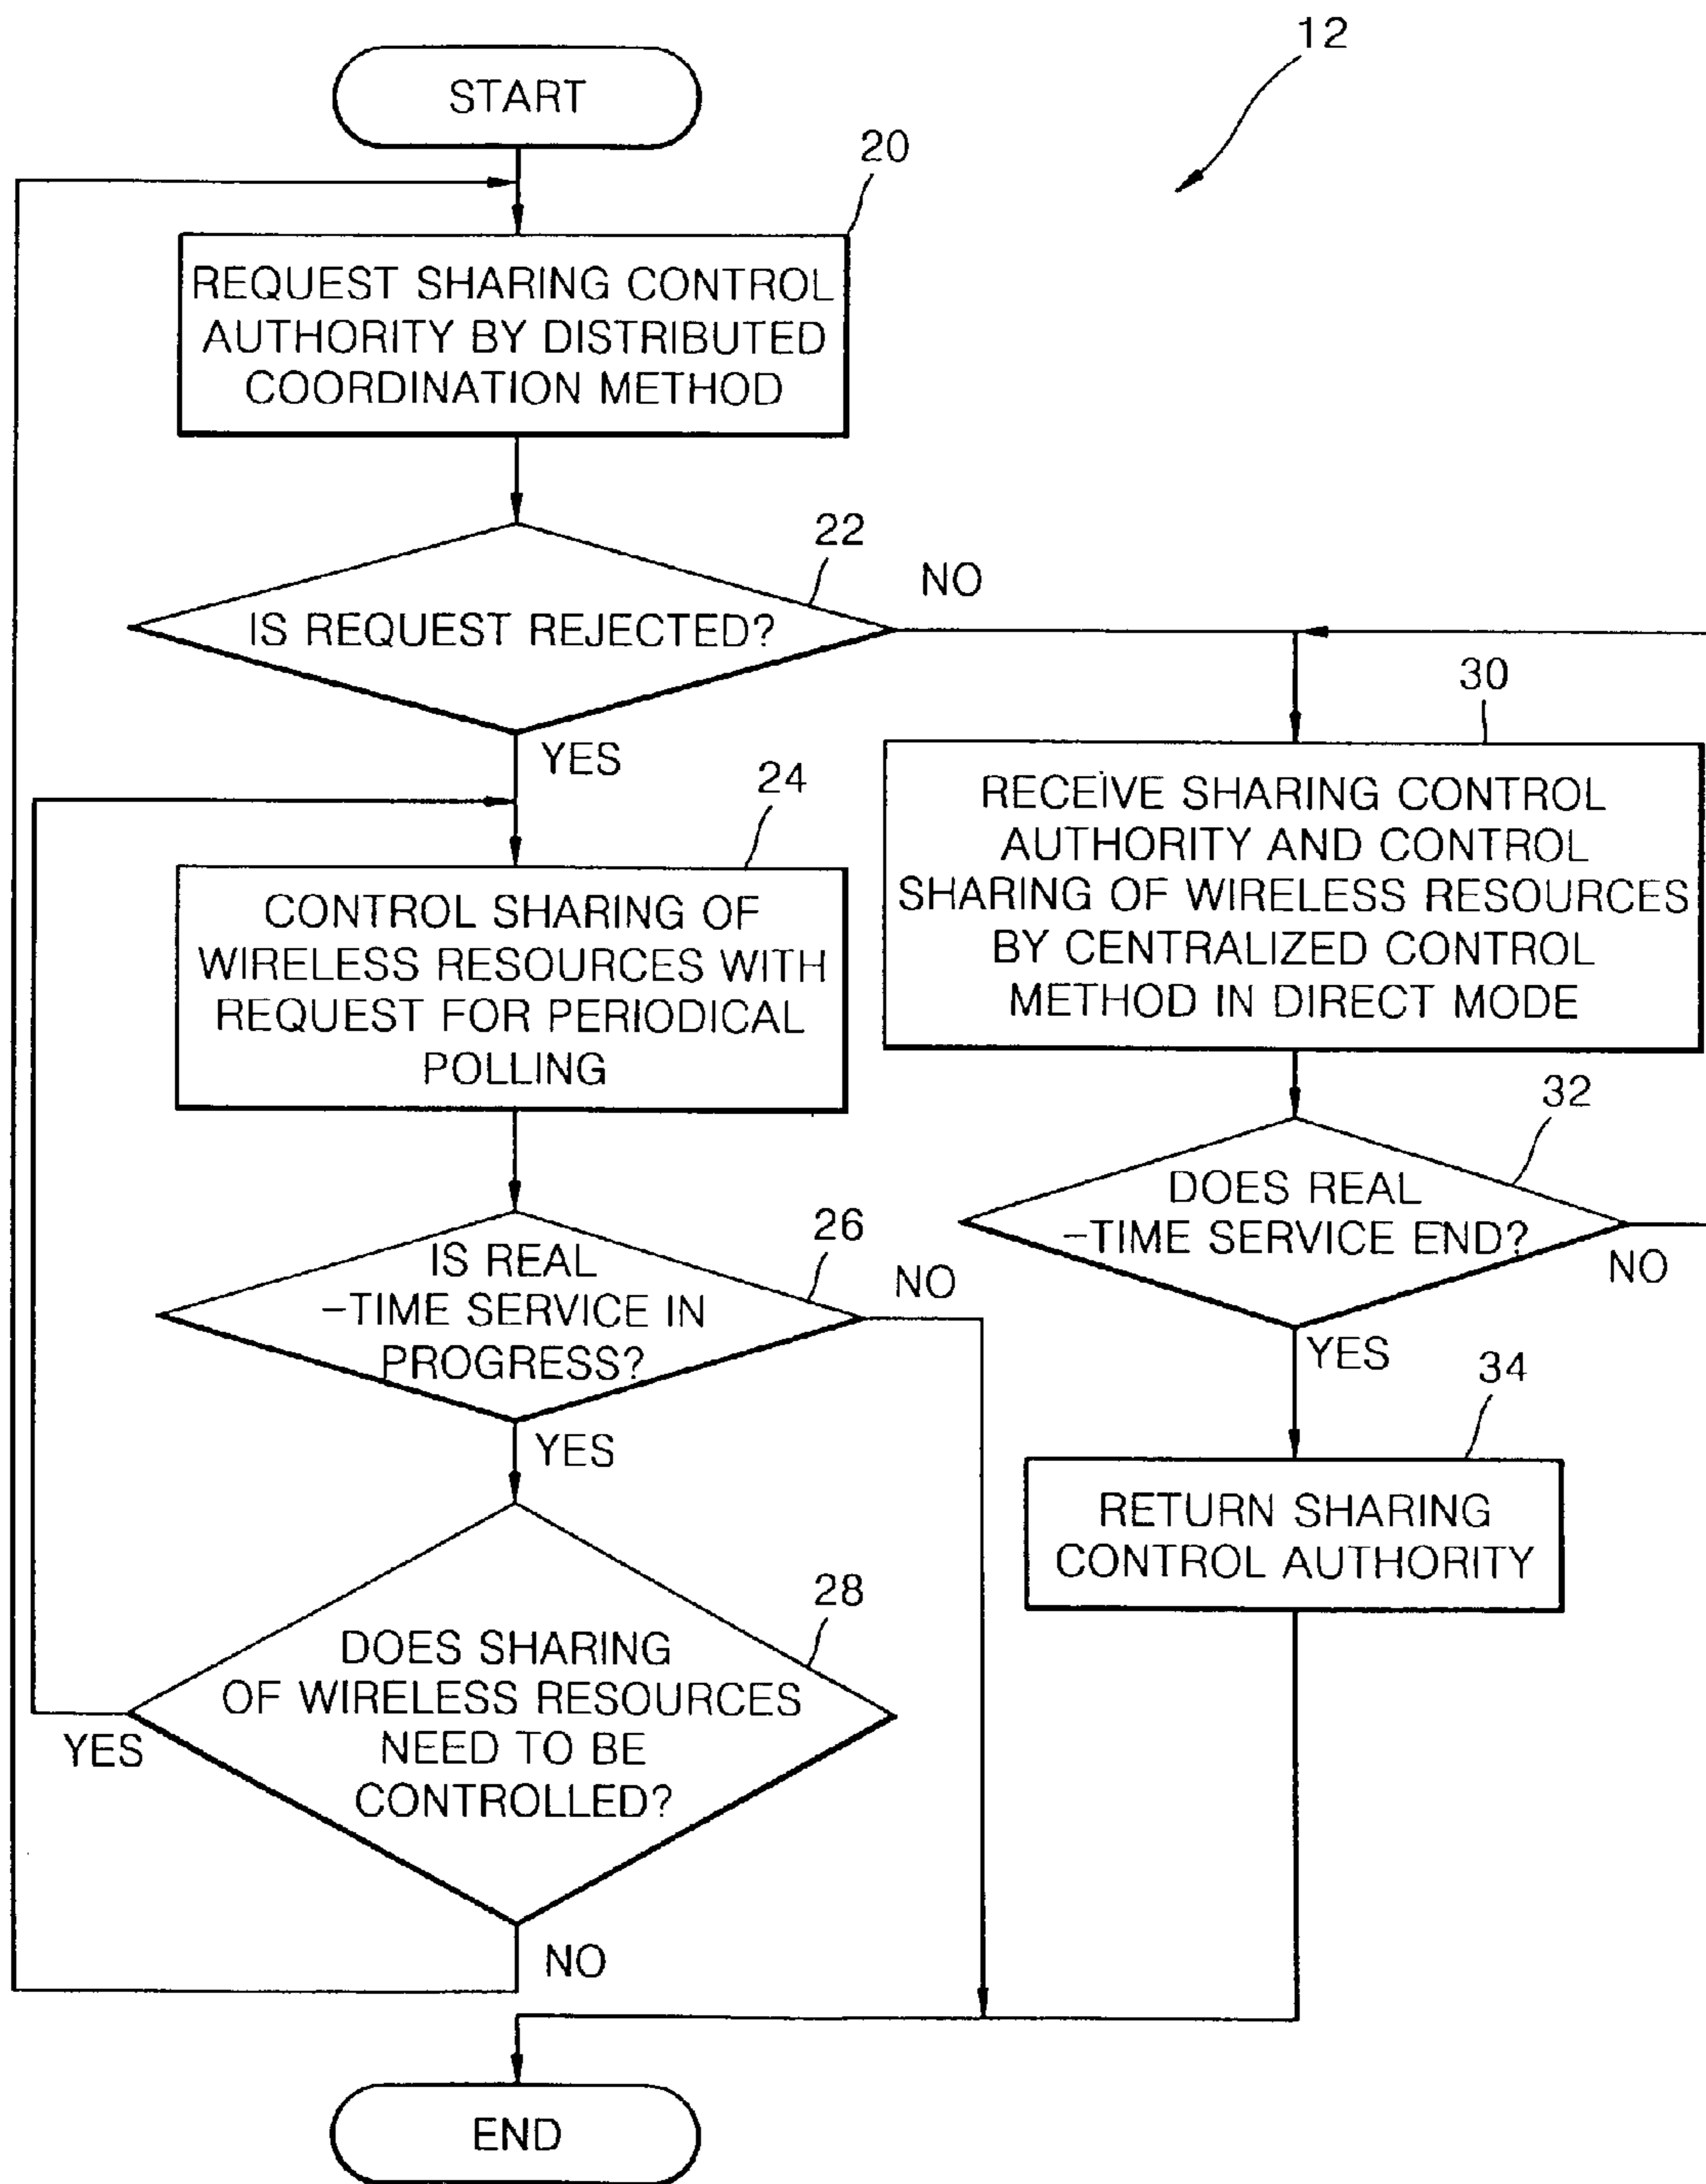 12
START
20
REQUEST SHARING CONTROL
AUTHORITY BY DISTRIBUTED
COORDINATION METHOD
22
IS REQUEST REJECTED?
NO
YES
24
CONTROL SHARING OF
WIRELESS RESOURCES WITH
REQUEST FOR PERIODICAL
POLLING
26
IS REAL
-TIME SERVICE IN
PROGRESS?
NO
YES
28
DOES SHARING
OF WIRELESS RESOURCES
NEED TO BE
CONTROLLED?
YES
NO
30
RECEIVE SHARING CONTROL
AUTHORITY AND CONTROL
SHARING OF WIRELESS RESOURCES
BY CENTRALIZED CONTROL
METHOD IN DIRECT MODE
32
DOES REAL
-TIME SERVICE END?
NO
YES
34
RETURN SHARING
CONTROL AUTHORITY
END